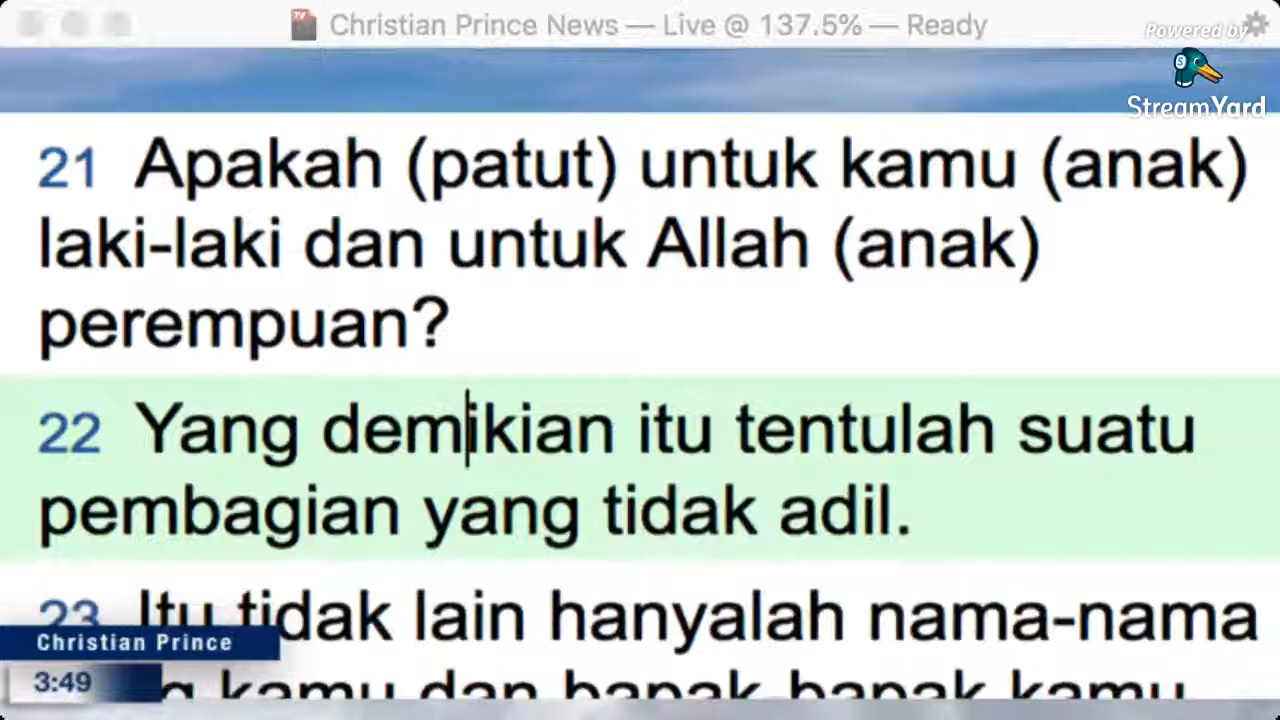 Christian Prince News — Live @ 137.5% — Ready
Powered by
StreamYard
21 Apakah (patut) untuk kamu (anak)
laki-laki dan untuk Allah (anak)
perempuan?
22 Yang demikian itu tentulah suatu
pembagian yang tidak adil.
23 Itu tidak lain hanyalah nama-nama
kamu dan bapak-bapak kamu
Christian Prince
3:49